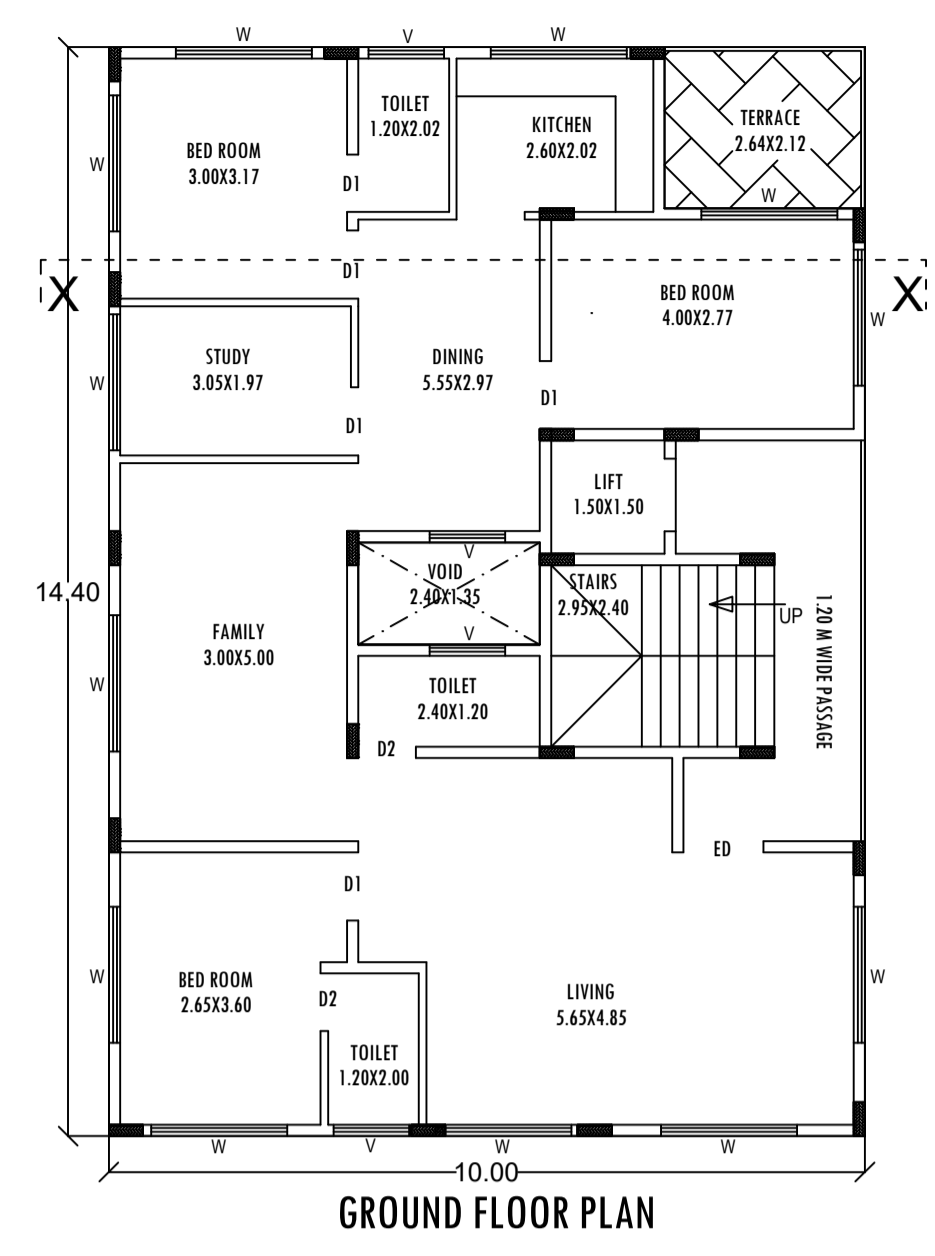 W
V
W
TOILET
1.20X2.02
KITCHEN
2.60X2.02
TERRACE
2.64X2.12
BED ROOM
3.00X3.17
W
D1
W
D1
X
X
BED ROOM
4.00X2.77
W
STUDY
3.05X1.97
W
DINING
5.55X2.97
D1
D1
LIFT
1.50X1.50
V
VOID
2.40X1.35
V
STAIRS
2.95X2.40
UP
1.20 M WIDE PASSAGE
14.40
FAMILY
3.00X5.00
W
TOILET
2.40X1.20
D2
ED
D1
BED ROOM
2.65X3.60
W
D2
LIVING
5.65X4.85
W
TOILET
1.20X2.00
W
V
W
W
10.00
GROUND FLOOR PLAN